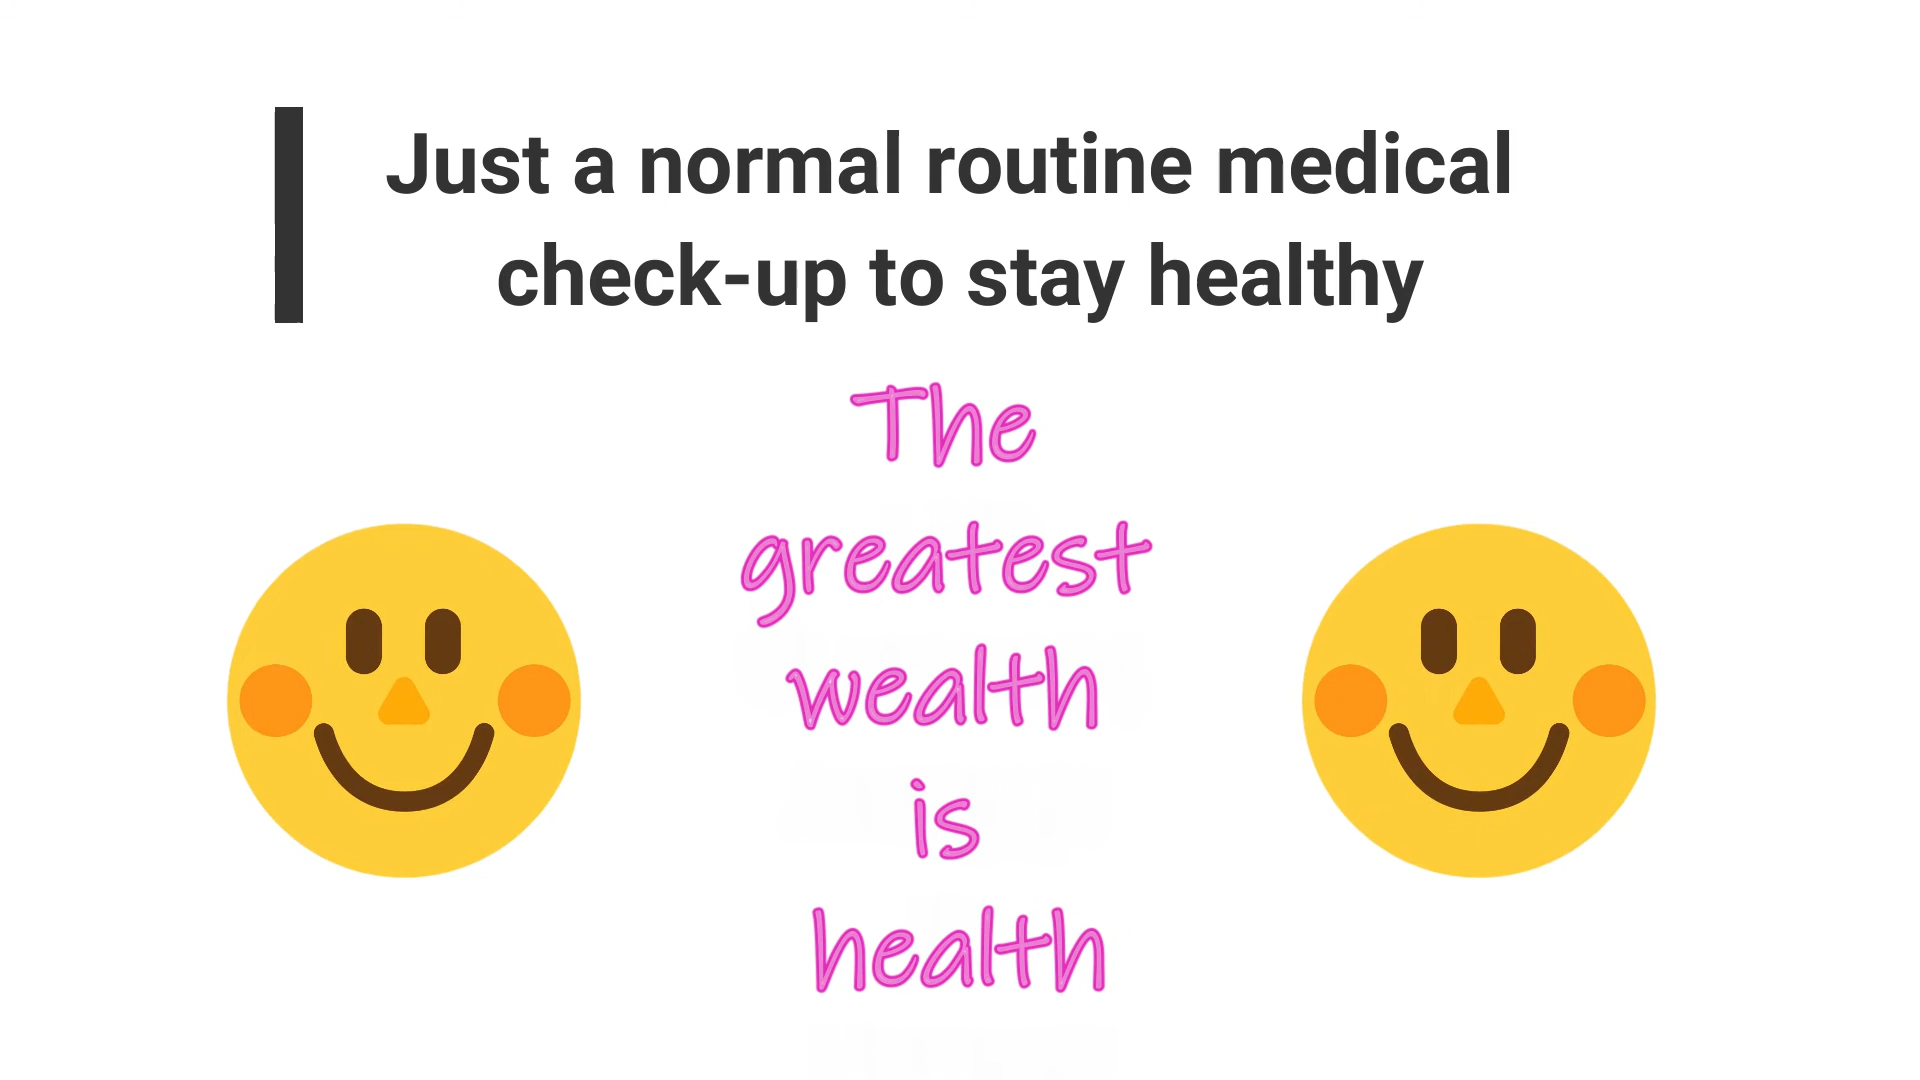 Just a normal routine medical
check-up to stay healthy
The
greatest
wealth
is
health